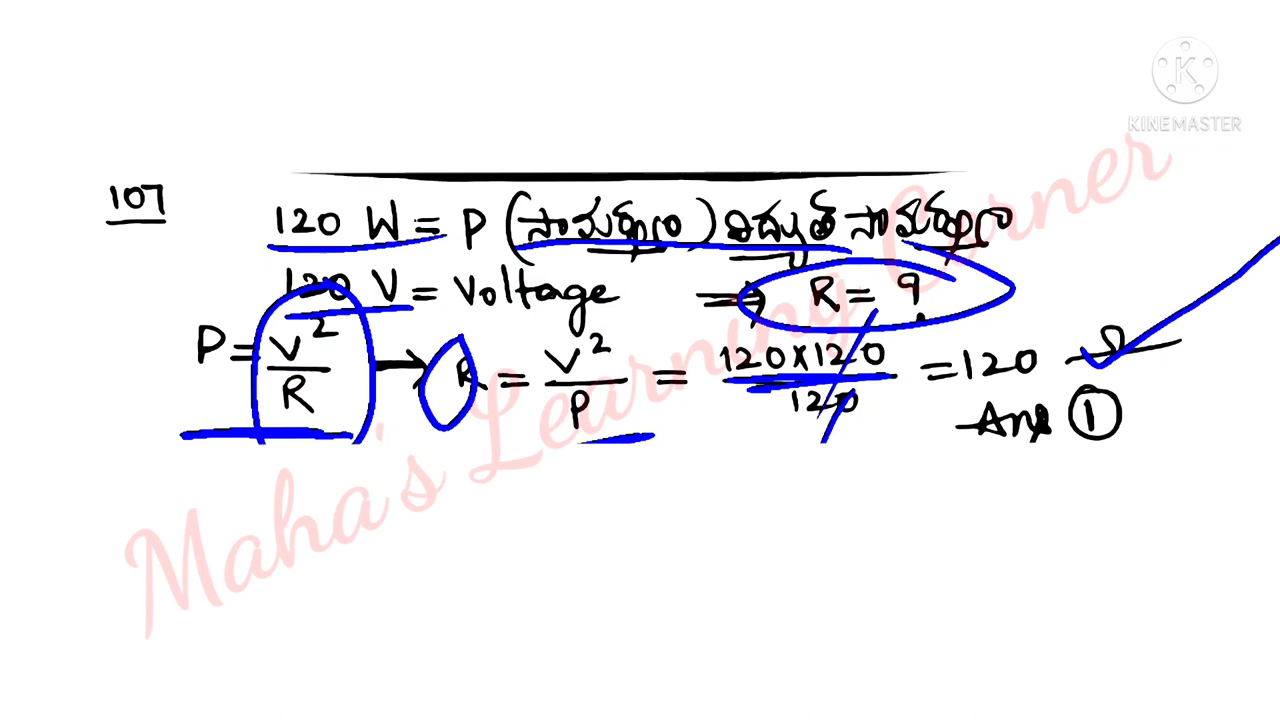 KINEMASTER
107
120 W = P (సామర్థ్యం) విద్యుత్ సామర్థ్యం
120 V = Voltage ⇒ R = ?
P = V²/R → R = V²/P = 120×120/120 = 120 Ω
Ans ①
Maha's Learning Corner